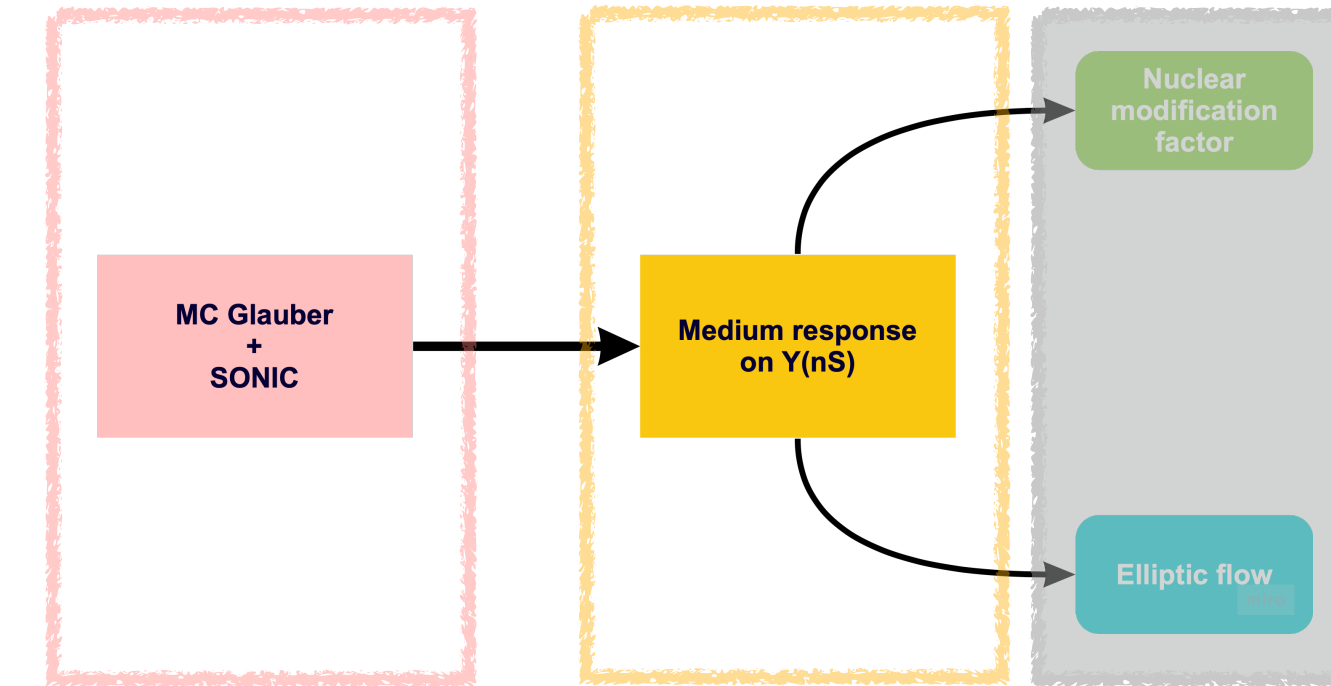 MC Glauber
+
SONIC
Medium response
on Y(nS)
Nuclear
modification
factor
Elliptic flow